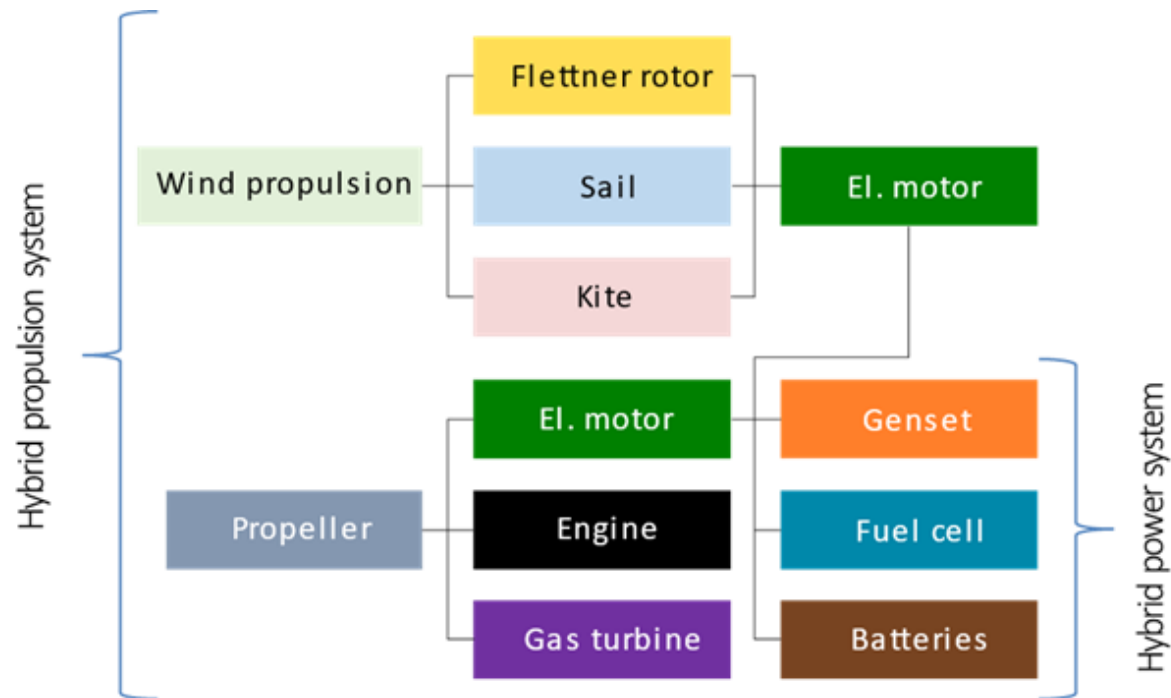 Hybrid propulsion system
Flettner rotor
Wind propulsion
Sail
El. motor
Kite
El. motor
Genset
Propeller
Engine
Fuel cell
Gas turbine
Batteries
Hybrid power system